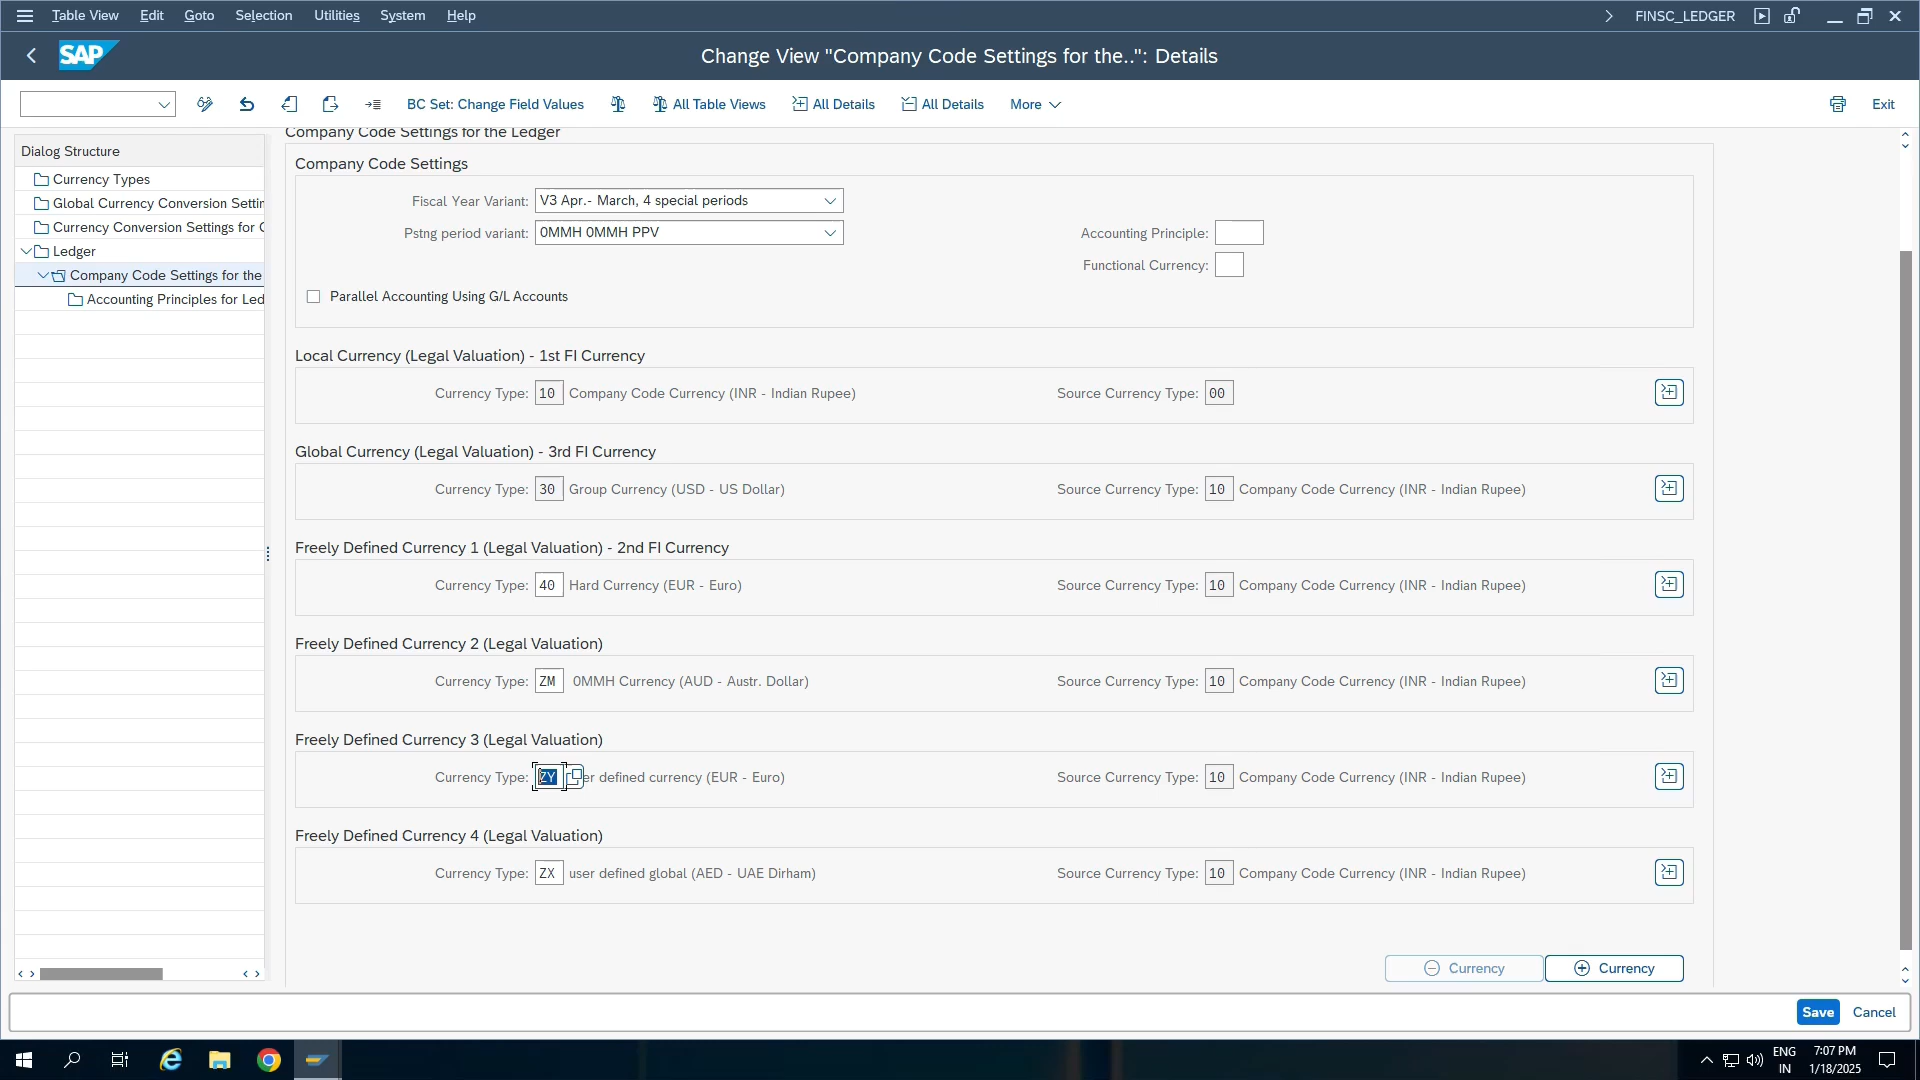 Table View Edit Goto Selection Utilities System Help FINSC_LEDGER
SAP Change View "Company Code Settings for the..": Details
BC Set: Change Field Values All Table Views All Details All Details More Exit
Company Code Settings for the Ledger
Dialog Structure
Currency Types
Global Currency Conversion Settin
Currency Conversion Settings for C
Ledger
Company Code Settings for the
Accounting Principles for Led
Company Code Settings
Fiscal Year Variant: V3 Apr.- March, 4 special periods
Pstng period variant: 0MMH 0MMH PPV Accounting Principle:
Functional Currency:
Parallel Accounting Using G/L Accounts
Local Currency (Legal Valuation) - 1st FI Currency
Currency Type: 10 Company Code Currency (INR - Indian Rupee) Source Currency Type: 00
Global Currency (Legal Valuation) - 3rd FI Currency
Currency Type: 30 Group Currency (USD - US Dollar) Source Currency Type: 10 Company Code Currency (INR - Indian Rupee)
Freely Defined Currency 1 (Legal Valuation) - 2nd FI Currency
Currency Type: 40 Hard Currency (EUR - Euro) Source Currency Type: 10 Company Code Currency (INR - Indian Rupee)
Freely Defined Currency 2 (Legal Valuation)
Currency Type: ZM 0MMH Currency (AUD - Austr. Dollar) Source Currency Type: 10 Company Code Currency (INR - Indian Rupee)
Freely Defined Currency 3 (Legal Valuation)
Currency Type: ZY er defined currency (EUR - Euro) Source Currency Type: 10 Company Code Currency (INR - Indian Rupee)
Freely Defined Currency 4 (Legal Valuation)
Currency Type: ZX user defined global (AED - UAE Dirham) Source Currency Type: 10 Company Code Currency (INR - Indian Rupee)
Currency Currency
Save Cancel
ENG 7:07 PM
IN 1/18/2025